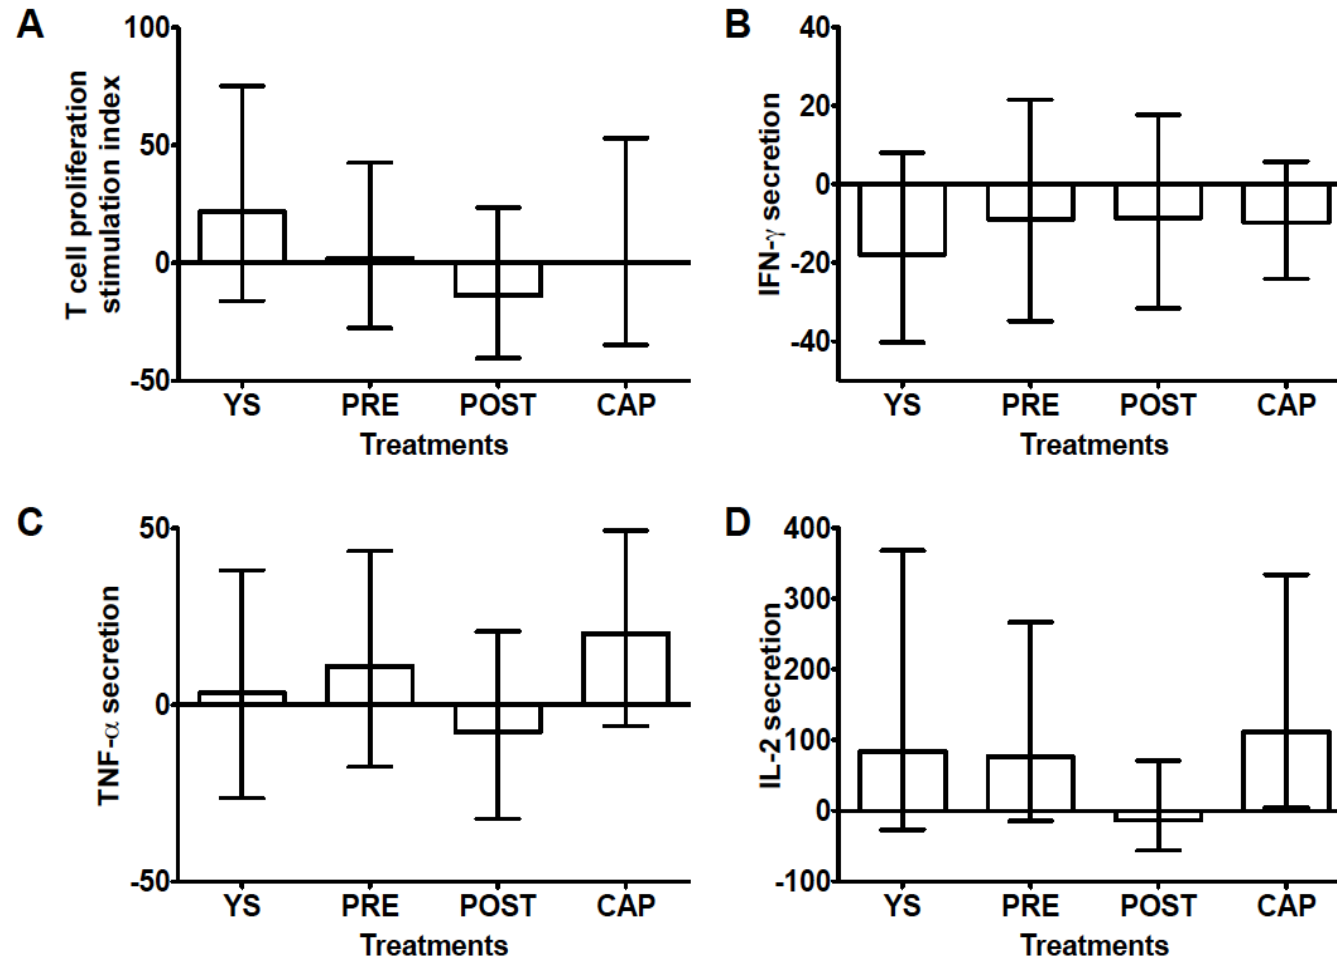 A
T cell proliferation
stimulation index
100
50
0
-50
YS PRE POST CAP
Treatments
B
IFN-γ secretion
40
20
0
-20
-40
YS PRE POST CAP
Treatments
C
TNF-α secretion
50
0
-50
YS PRE POST CAP
Treatments
D
IL-2 secretion
400
300
200
100
0
-100
YS PRE POST CAP
Treatments